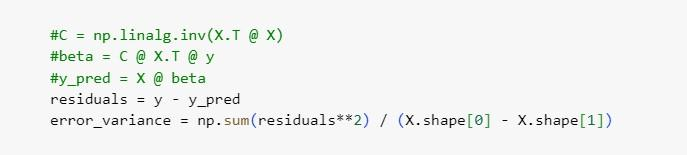 #C = np.linalg.inv(X.T @ X)
#beta = C @ X.T @ y
#y_pred = X @ beta
residuals = y - y_pred
error_variance = np.sum(residuals**2) / (X.shape[0] - X.shape[1])